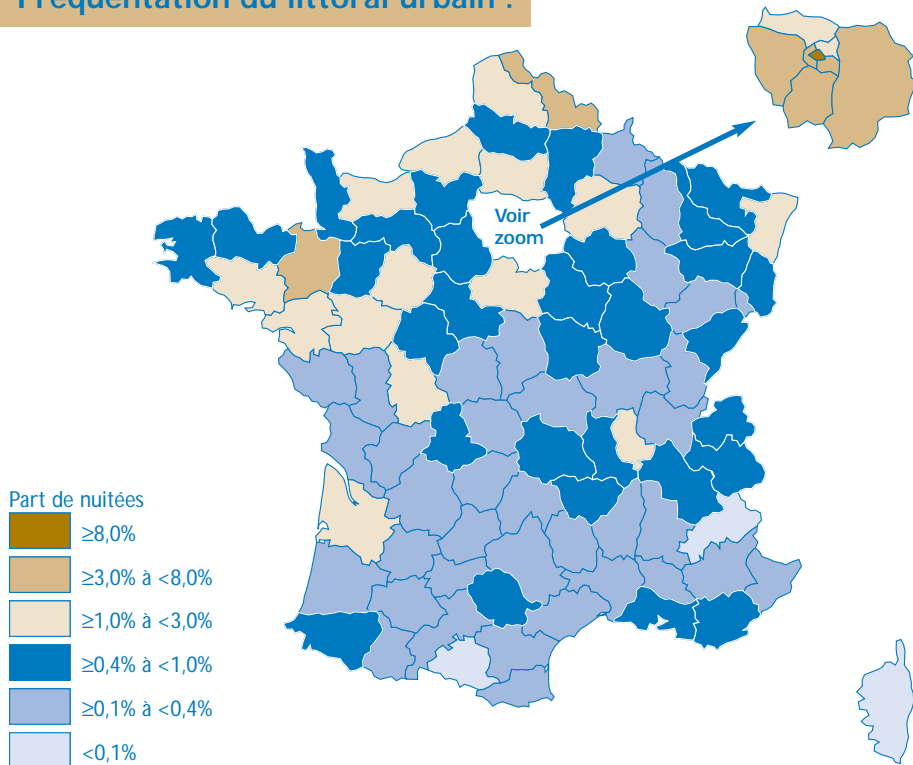 Fréquentation du littoral urbain :
Voir
zoom
Part de nuitées
≥8,0%
≥3,0% à <8,0%
≥1,0% à <3,0%
≥0,4% à <1,0%
≥0,1% à <0,4%
<0,1%